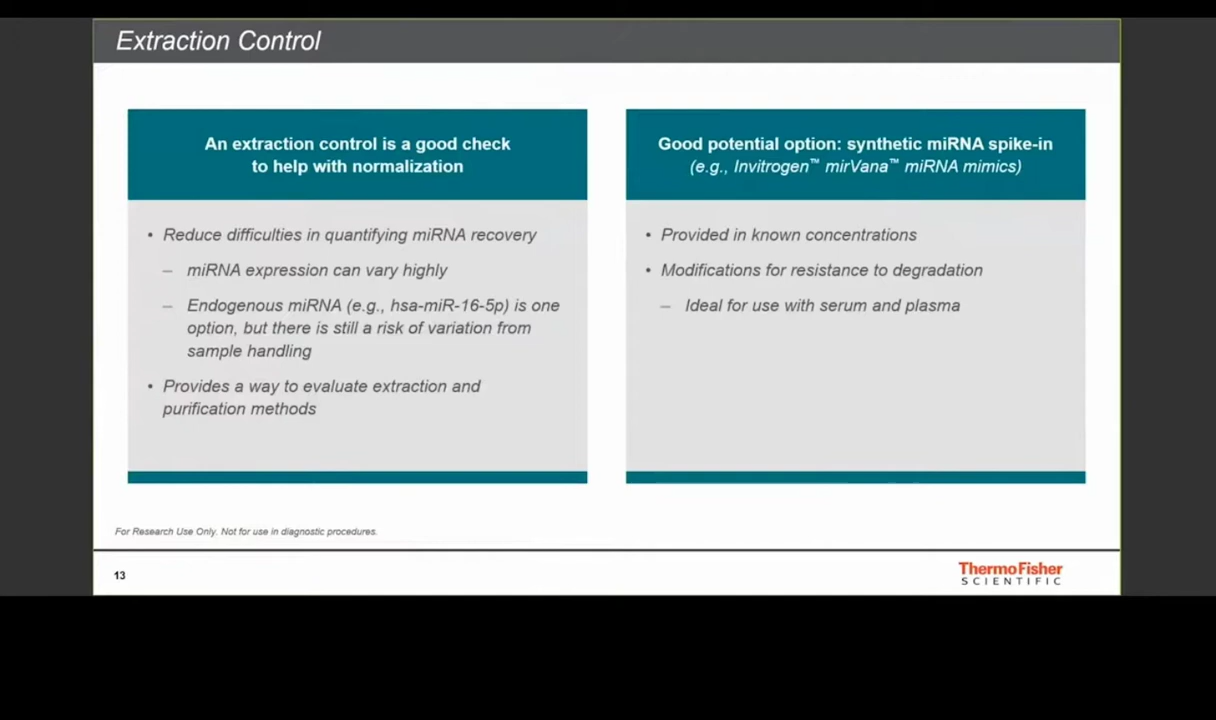 Extraction Control
An extraction control is a good check
to help with normalization
• Reduce difficulties in quantifying miRNA recovery
– miRNA expression can vary highly
– Endogenous miRNA (e.g., hsa-miR-16-5p) is one
option, but there is still a risk of variation from
sample handling
• Provides a way to evaluate extraction and
purification methods
Good potential option: synthetic miRNA spike-in
(e.g., Invitrogen™ mirVana™ miRNA mimics)
• Provided in known concentrations
• Modifications for resistance to degradation
– Ideal for use with serum and plasma
For Research Use Only. Not for use in diagnostic procedures.
13
ThermoFisher
SCIENTIFIC